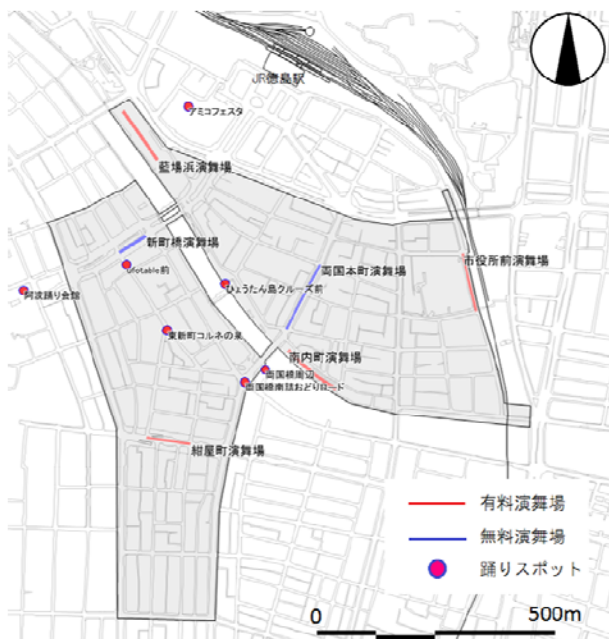 JR徳島駅
アミコフェスタ
藍場浜演舞場
新町橋演舞場
両国本町演舞場
市役所前演舞場
ufotable前
阿波踊り会館
ひょうたん島クルーズ前
東新町コルネの泉
南内町演舞場
両国橋周辺
両国橋南詰おどりロード
紺屋町演舞場
有料演舞場
無料演舞場
踊りスポット
0 500m